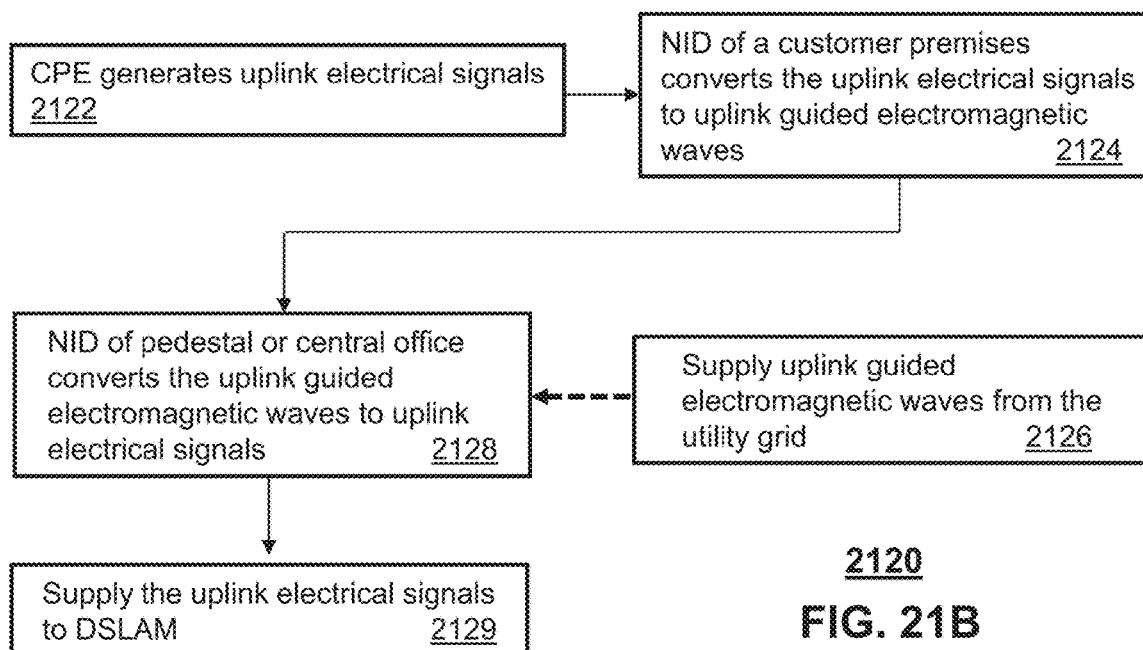 CPE generates uplink electrical signals
2122
NID of a customer premises
converts the uplink electrical signals
to uplink guided electromagnetic
waves 2124
NID of pedestal or central office
converts the uplink guided
electromagnetic waves to uplink
electrical signals 2128
Supply uplink guided
electromagnetic waves from the
utility grid 2126
Supply the uplink electrical signals
to DSLAM 2129
2120
FIG. 21B